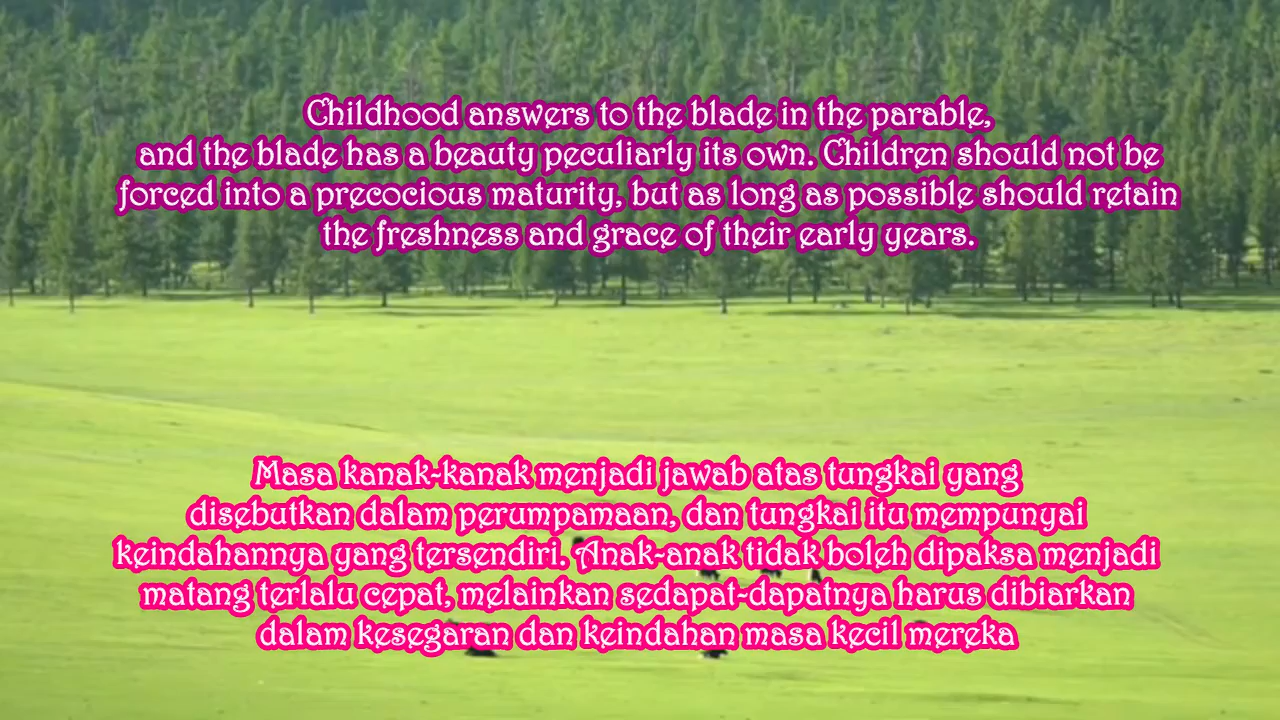 Childhood answers to the blade in the parable,
and the blade has a beauty peculiarly its own. Children should not be
forced into a precocious maturity, but as long as possible should retain
the freshness and grace of their early years.
Masa kanak-kanak menjadi jawab atas tungkai yang
disebutkan dalam perumpamaan, dan tungkai itu mempunyai
keindahannya yang tersendiri. Anak-anak tidak boleh dipaksa menjadi
matang terlalu cepat, melainkan sedapat-dapatnya harus dibiarkan
dalam kesegaran dan keindahan masa kecil mereka